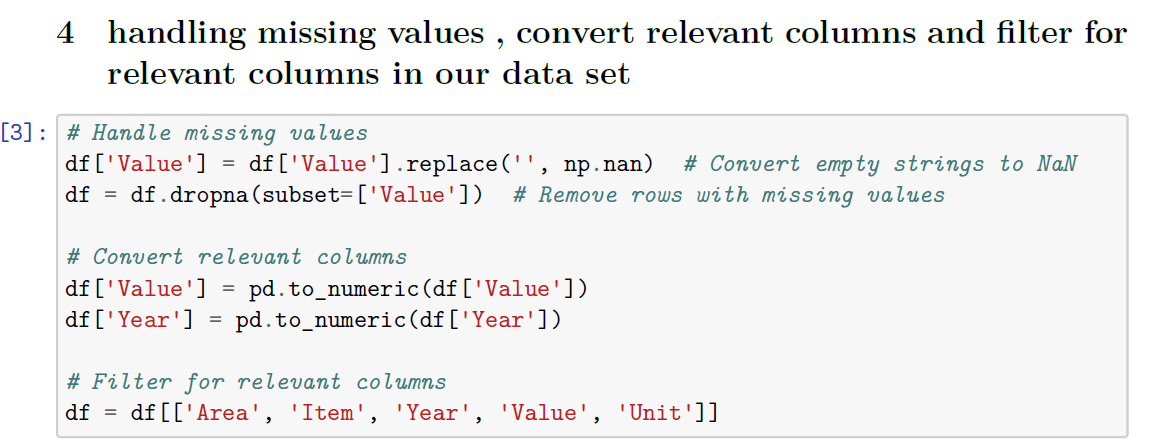 4 handling missing values , convert relevant columns and filter for
relevant columns in our data set
[3]: # Handle missing values
df['Value'] = df['Value'].replace('', np.nan)  # Convert empty strings to NaN
df = df.dropna(subset=['Value'])  # Remove rows with missing values
# Convert relevant columns
df['Value'] = pd.to_numeric(df['Value'])
df['Year'] = pd.to_numeric(df['Year'])
# Filter for relevant columns
df = df[['Area', 'Item', 'Year', 'Value', 'Unit']]